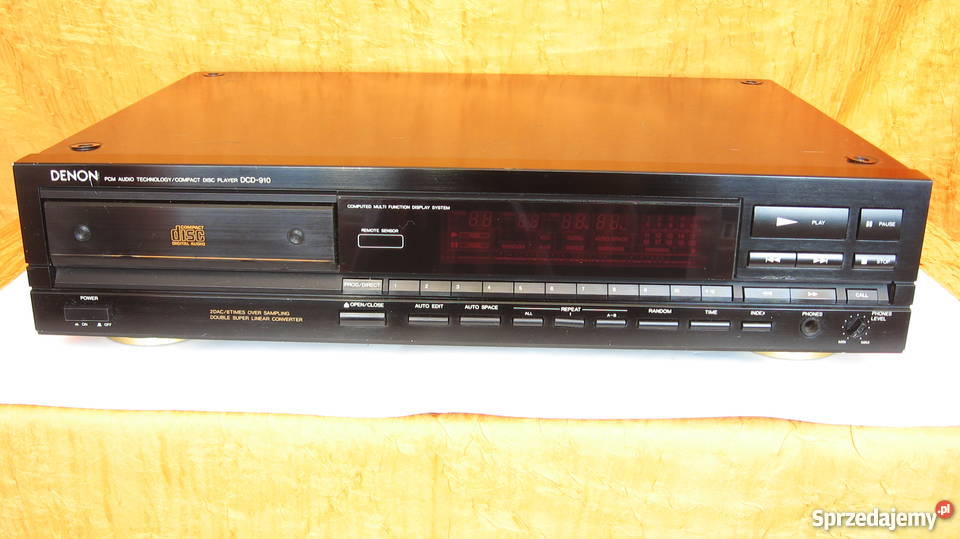 DENON PCM AUDIO TECHNOLOGY/COMPACT DISC PLAYER DCD-910
COMPUTED MULTI FUNCTION DISPLAY SYSTEM
REMOTE SENSOR
COMPACT
disc
DIGITAL AUDIO
PLAY
PAUSE
STOP
PROG/DIRECT 1 2 3 4 5 6 7 8 9 10
CALL
POWER
ON OFF
2DAC/8TIMES OVER SAMPLING
DOUBLE SUPER LINEAR CONVERTER
OPEN/CLOSE
AUTO EDIT
AUTO SPACE
REPEAT
ALL 1 A-B
RANDOM
TIME
INDEX
PHONES
PHONES
LEVEL
MIN MAX
Sprzedajemy.pl